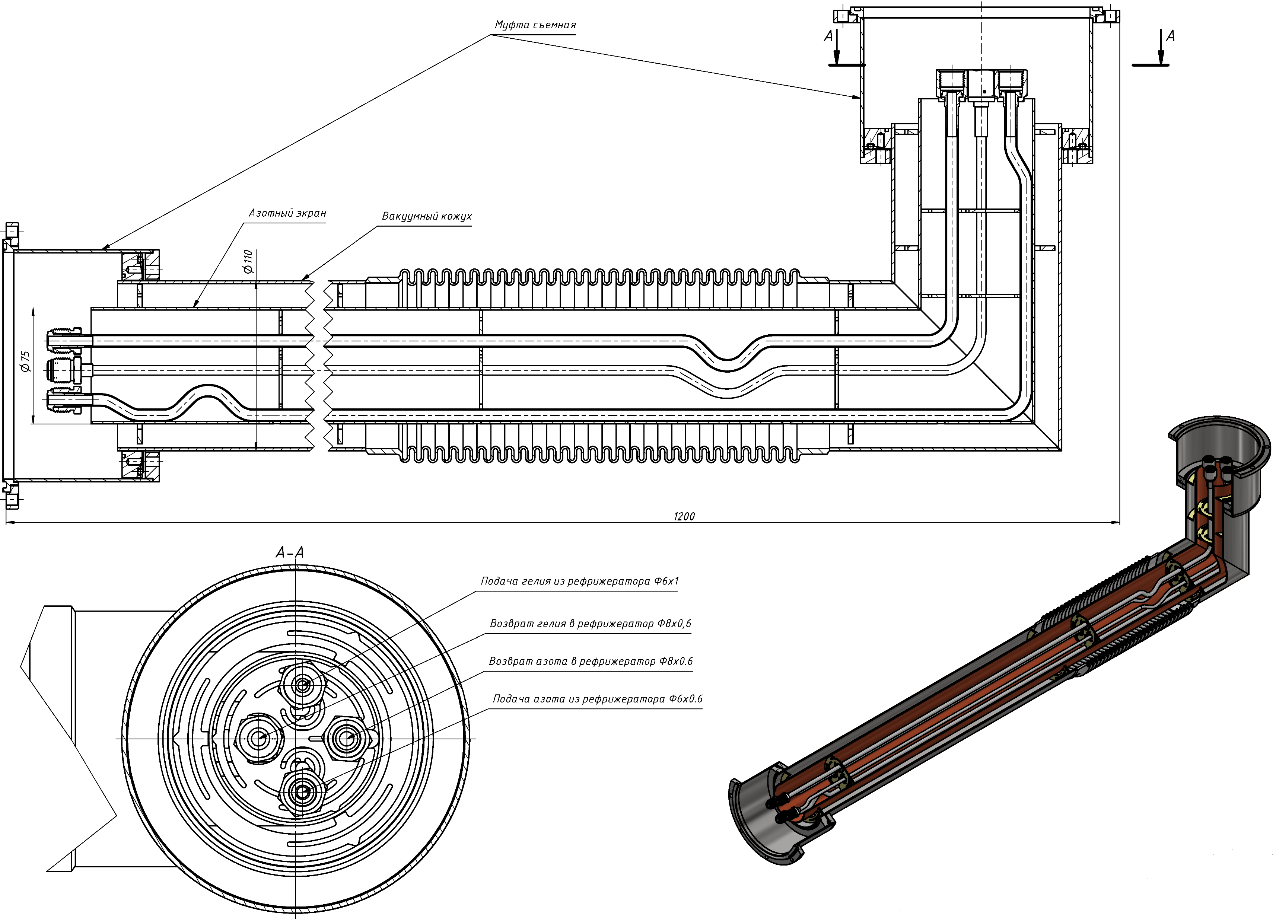 Муфта съемная
А
А
Азотный экран
Вакуумный кожух
Ø110
Ø75
1200
А-А
Подача гелия из рефрижератора Ф6х1
Возврат гелия в рефрижератор Ф8х0,6
Возврат азота в рефрижератор Ф8х0.6
Подача азота из рефрижератора Ф6х0.6